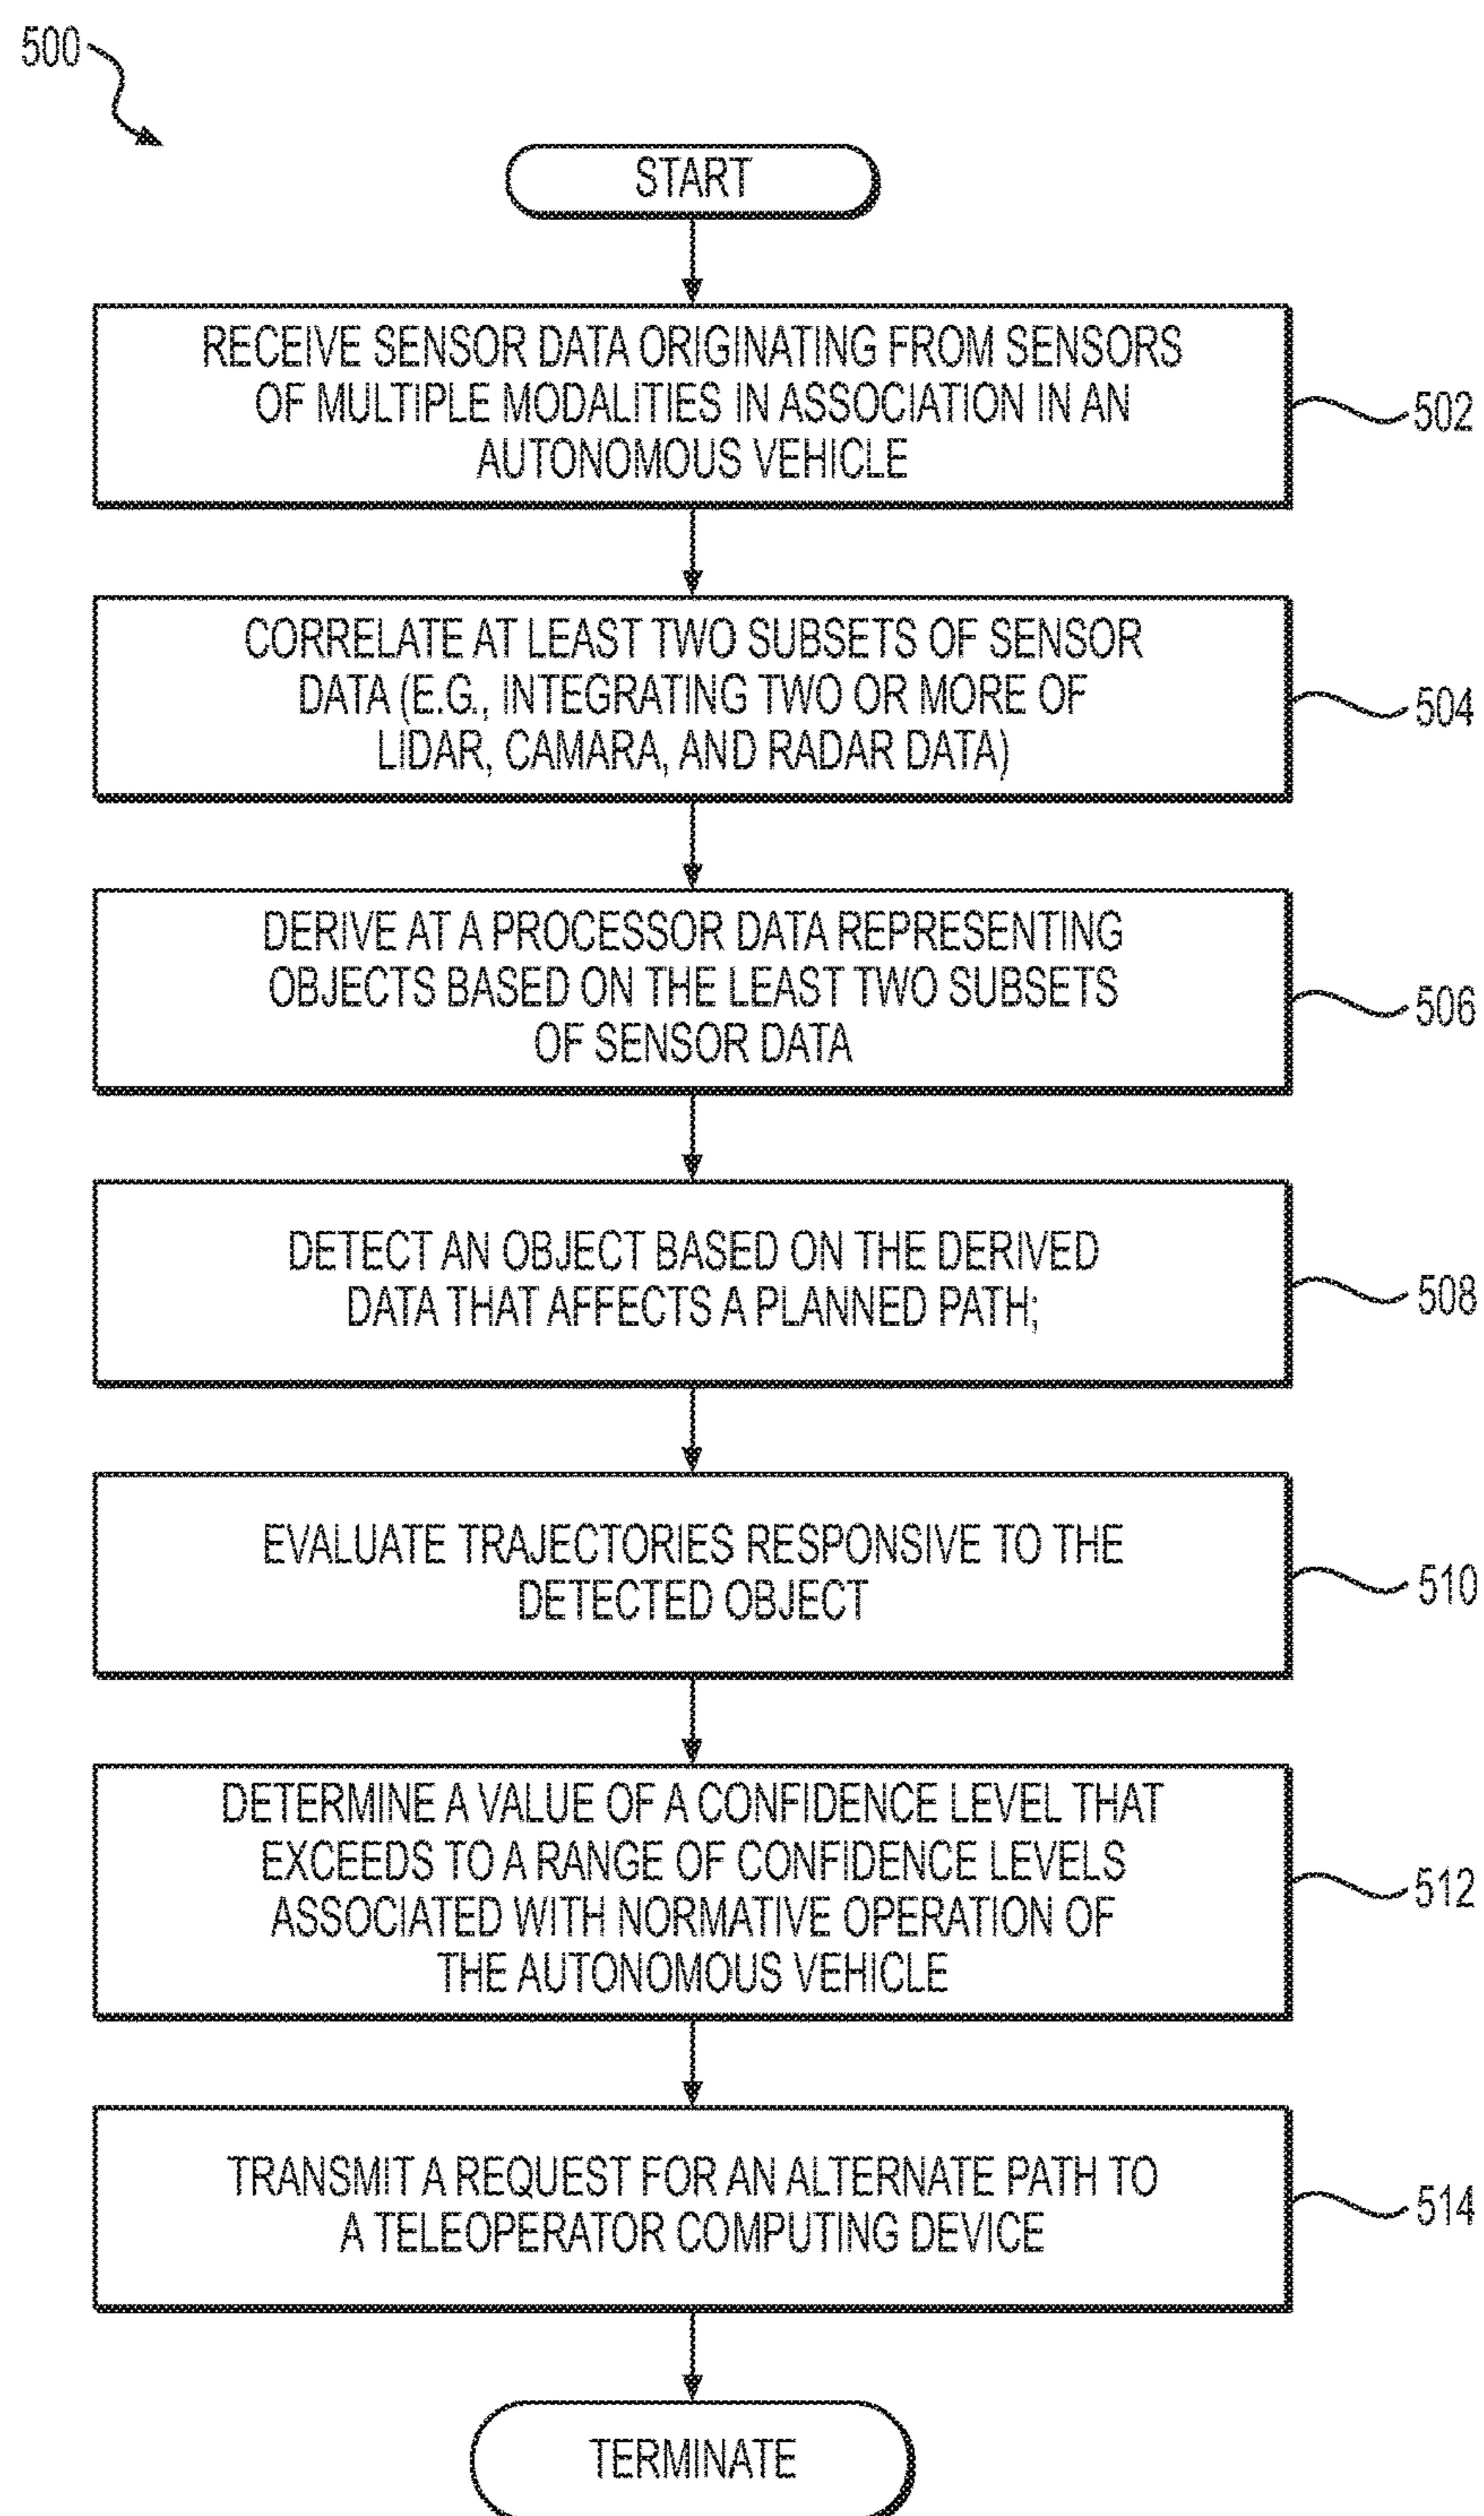 500
START
RECEIVE SENSOR DATA ORIGINATING FROM SENSORS
OF MULTIPLE MODALITIES IN ASSOCIATION IN AN
AUTONOMOUS VEHICLE
502
CORRELATE AT LEAST TWO SUBSETS OF SENSOR
DATA (E.G., INTEGRATING TWO OR MORE OF
LIDAR, CAMARA, AND RADAR DATA)
504
DERIVE AT A PROCESSOR DATA REPRESENTING
OBJECTS BASED ON THE LEAST TWO SUBSETS
OF SENSOR DATA
506
DETECT AN OBJECT BASED ON THE DERIVED
DATA THAT AFFECTS A PLANNED PATH;
508
EVALUATE TRAJECTORIES RESPONSIVE TO THE
DETECTED OBJECT
510
DETERMINE A VALUE OF A CONFIDENCE LEVEL THAT
EXCEEDS TO A RANGE OF CONFIDENCE LEVELS
ASSOCIATED WITH NORMATIVE OPERATION OF
THE AUTONOMOUS VEHICLE
512
TRANSMIT A REQUEST FOR AN ALTERNATE PATH TO
A TELEOPERATOR COMPUTING DEVICE
514
TERMINATE